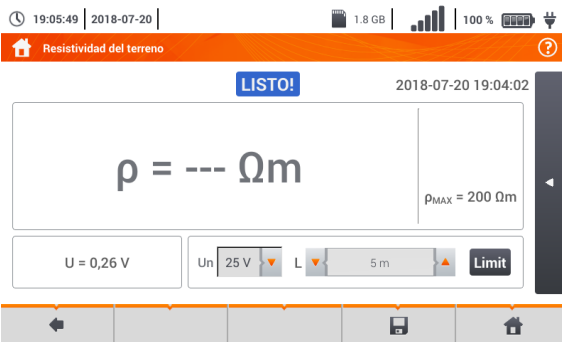 19:05:49 2018-07-20 1.8 GB 100 %
Resistividad del terreno ?
LISTO! 2018-07-20 19:04:02
ρ = --- Ωm
ρMAX = 200 Ωm
U = 0,26 V Un 25 V L 5 m Limit